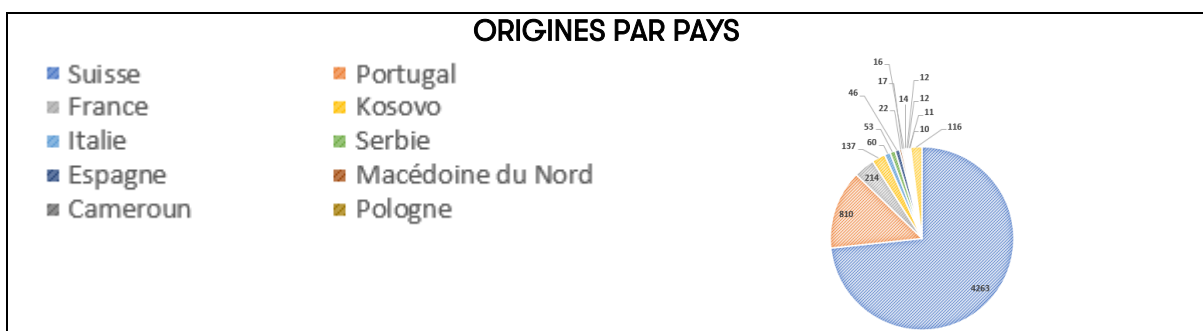 ORIGINES PAR PAYS
Suisse Portugal
France Kosovo
Italie Serbie
Espagne Macédoine du Nord
Cameroun Pologne
16
12
17
46
14
12
22
11
53
10
116
60
137
214
810
4263